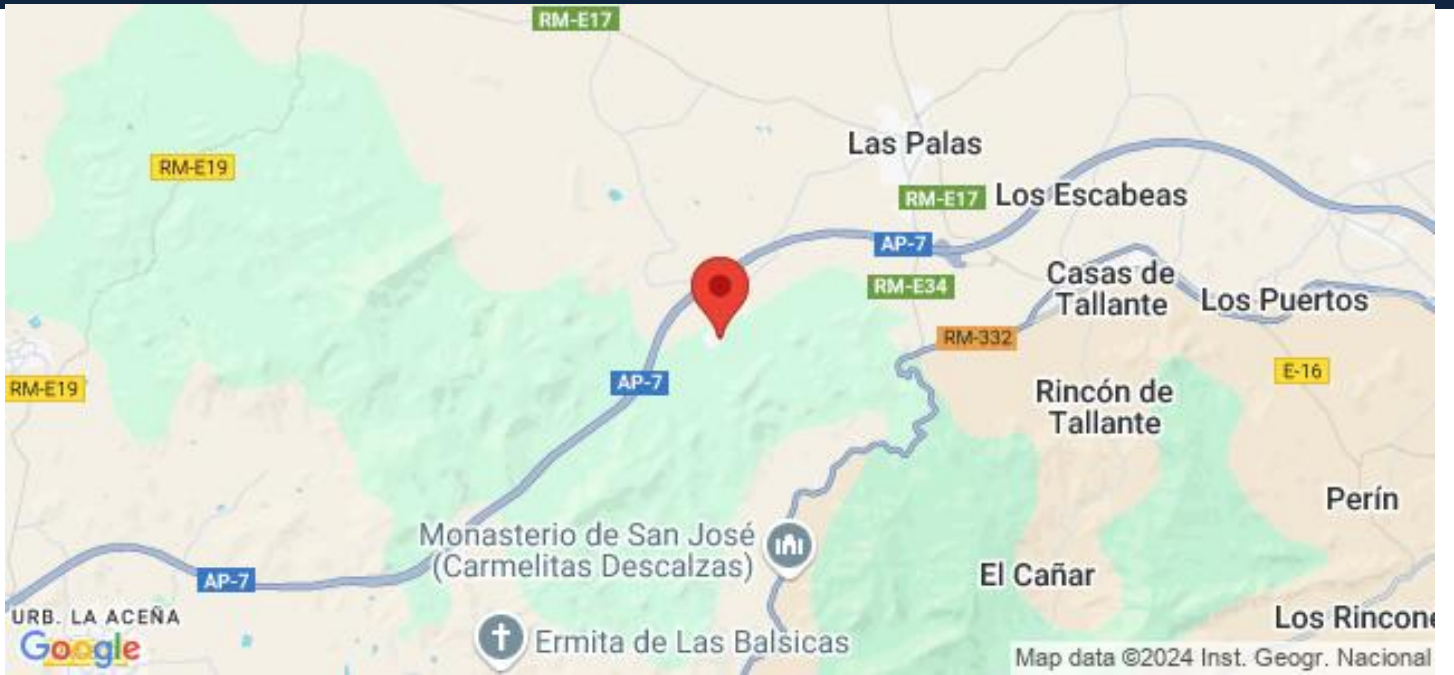 RM-E17
Las Palas
RM-E19
RM-E17
Los Escabeas
AP-7
Casas de
Tallante
RM-E34
Los Puertos
RM-332
AP-7
RM-E19
E-16
Rincón de
Tallante
Perín
Monasterio de San José
(Carmelitas Descalzas)
El Cañar
AP-7
URB. LA ACEÑA
Los Rincone
Google
Ermita de Las Balsicas
Map data ©2024 Inst. Geogr. Nacional